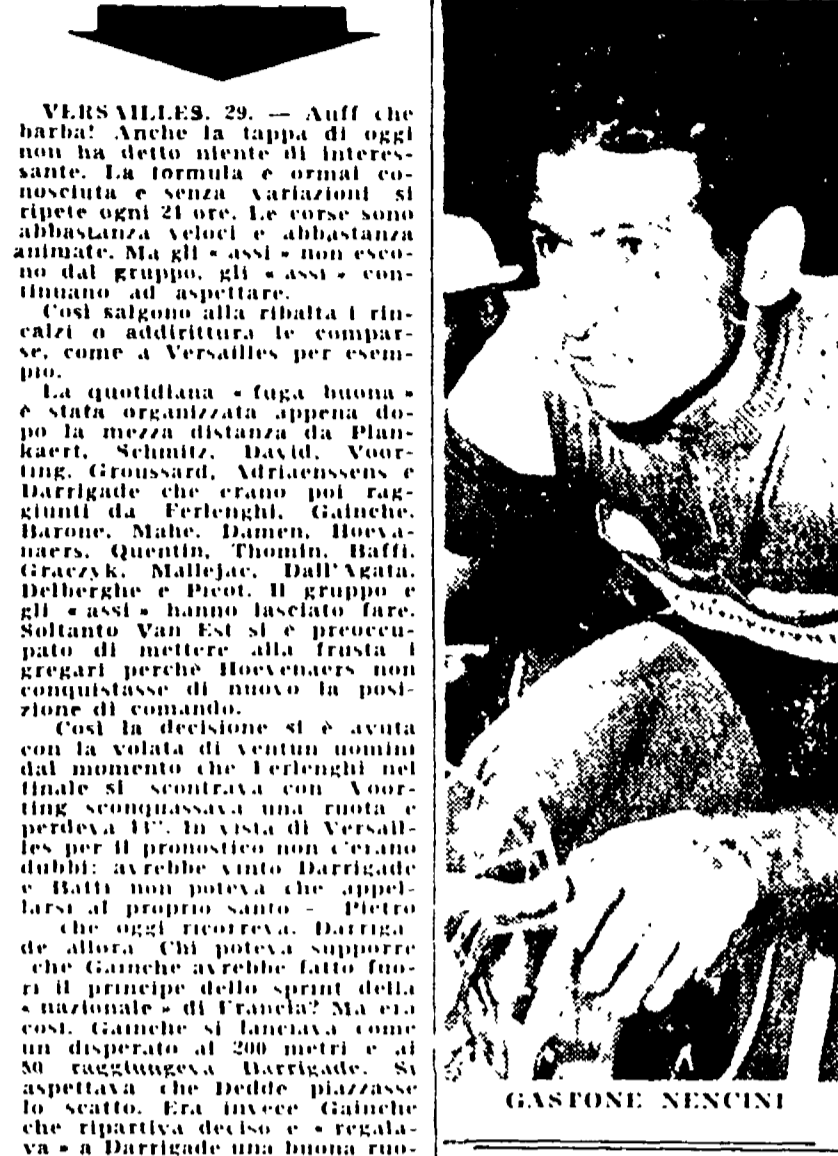 VERSAILLES, 29. — Auff che
barba! Anche la tappa di oggi
non ha detto niente di interes-
sante. La formula è ormai co-
nosciuta e senza variazioni si
ripete ogni 24 ore. Le corse sono
abbastanza veloci e abbastanza
animate. Ma gli « assi » non esco-
no dal gruppo, gli « assi » con-
tinuano ad aspettare.
Così salgono alla ribalta i rin-
calzi o addirittura le compar-
se, come a Versailles per esem-
pio.
La quotidiana « fuga buona »
è stata organizzata appena do-
po la mezza distanza da Plan-
kaert, Schmitz, David, Voor-
ting, Groussard, Adriaenssens e
Darrigade che erano poi rag-
giunti da Ferlenghi, Gainche,
Barone, Mahe, Damen, Hoeva-
naers, Quentin, Thomin, Baffi,
Graczyk, Mallejac, Dall'Agata,
Delberghe e Picot. Il gruppo e
gli « assi » hanno lasciato fare.
Soltanto Van Est si è preoccu-
pato di mettere alla frusta i
gregari perchè Hoevenaers non
conquistasse di nuovo la posi-
zione di comando.
Così la decisione si è avuta
con la volata di ventun uomini
dal momento che Ferlenghi nel
finale si scontrava con Voor-
ting sconquassava una ruota e
perdeva In vista di Versail-
les per il pronostico non c'erano
dubbi: avrebbe vinto Darrigade
e Baffi non poteva che appel-
larsi al proprio santo - Pietro
che oggi ricorreva. Darriga
de allora Chi poteva supporre
che Gainche avrebbe fatto fuo-
ri il principe dello sprint della
« nazionale » di Francia? Ma era
così. Gainche si lanciava come
un disperato ai 200 metri e ai
50 raggiungeva Darrigade. Si
aspettava che Dedde piazzasse
lo scatto. Era invece Gainche
che ripartiva deciso e « regala-
va » a Darrigade una buona ruo-
GASTONE NENCINI